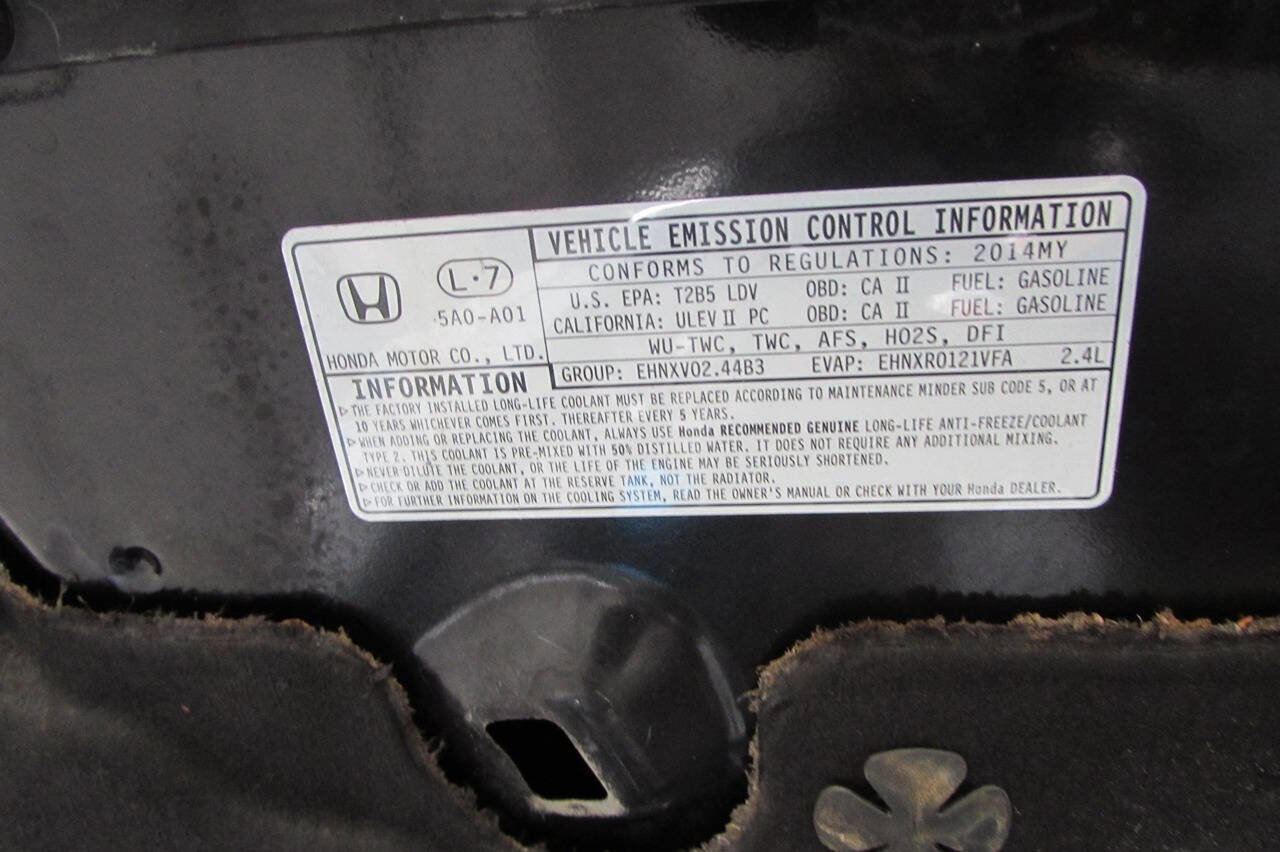 L·7
5A0-A01
HONDA MOTOR CO., LTD.
VEHICLE EMISSION CONTROL INFORMATION
CONFORMS TO REGULATIONS: 2014MY
U.S. EPA: T2B5 LDV OBD: CA II FUEL: GASOLINE
CALIFORNIA: ULEV II PC OBD: CA II FUEL: GASOLINE
WU-TWC, TWC, AFS, HO2S, DFI
GROUP: EHNXV02.44B3 EVAP: EHNXR0121VFA 2.4L
INFORMATION
▷THE FACTORY INSTALLED LONG-LIFE COOLANT MUST BE REPLACED ACCORDING TO MAINTENANCE MINDER SUB CODE 5, OR AT
10 YEARS WHICHEVER COMES FIRST. THEREAFTER EVERY 5 YEARS.
▷WHEN ADDING OR REPLACING THE COOLANT, ALWAYS USE Honda RECOMMENDED GENUINE LONG-LIFE ANTI-FREEZE/COOLANT
TYPE 2. THIS COOLANT IS PRE-MIXED WITH 50% DISTILLED WATER. IT DOES NOT REQUIRE ANY ADDITIONAL MIXING.
▷NEVER DILUTE THE COOLANT, OR THE LIFE OF THE ENGINE MAY BE SERIOUSLY SHORTENED.
▷CHECK OR ADD THE COOLANT AT THE RESERVE TANK, NOT THE RADIATOR.
▷FOR FURTHER INFORMATION ON THE COOLING SYSTEM, READ THE OWNER'S MANUAL OR CHECK WITH YOUR Honda DEALER.